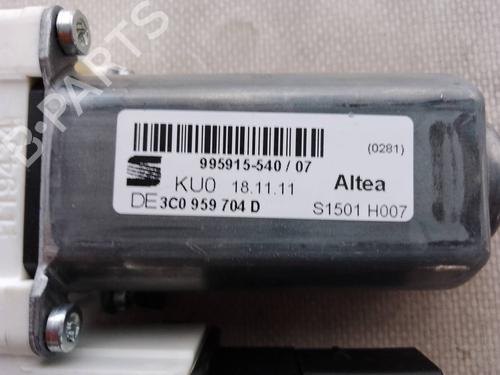 B-PARTS
(0281)
995915-540 / 07
KU0 18.11.11 Altea
DE 3C0 959 704 D S1501 H007